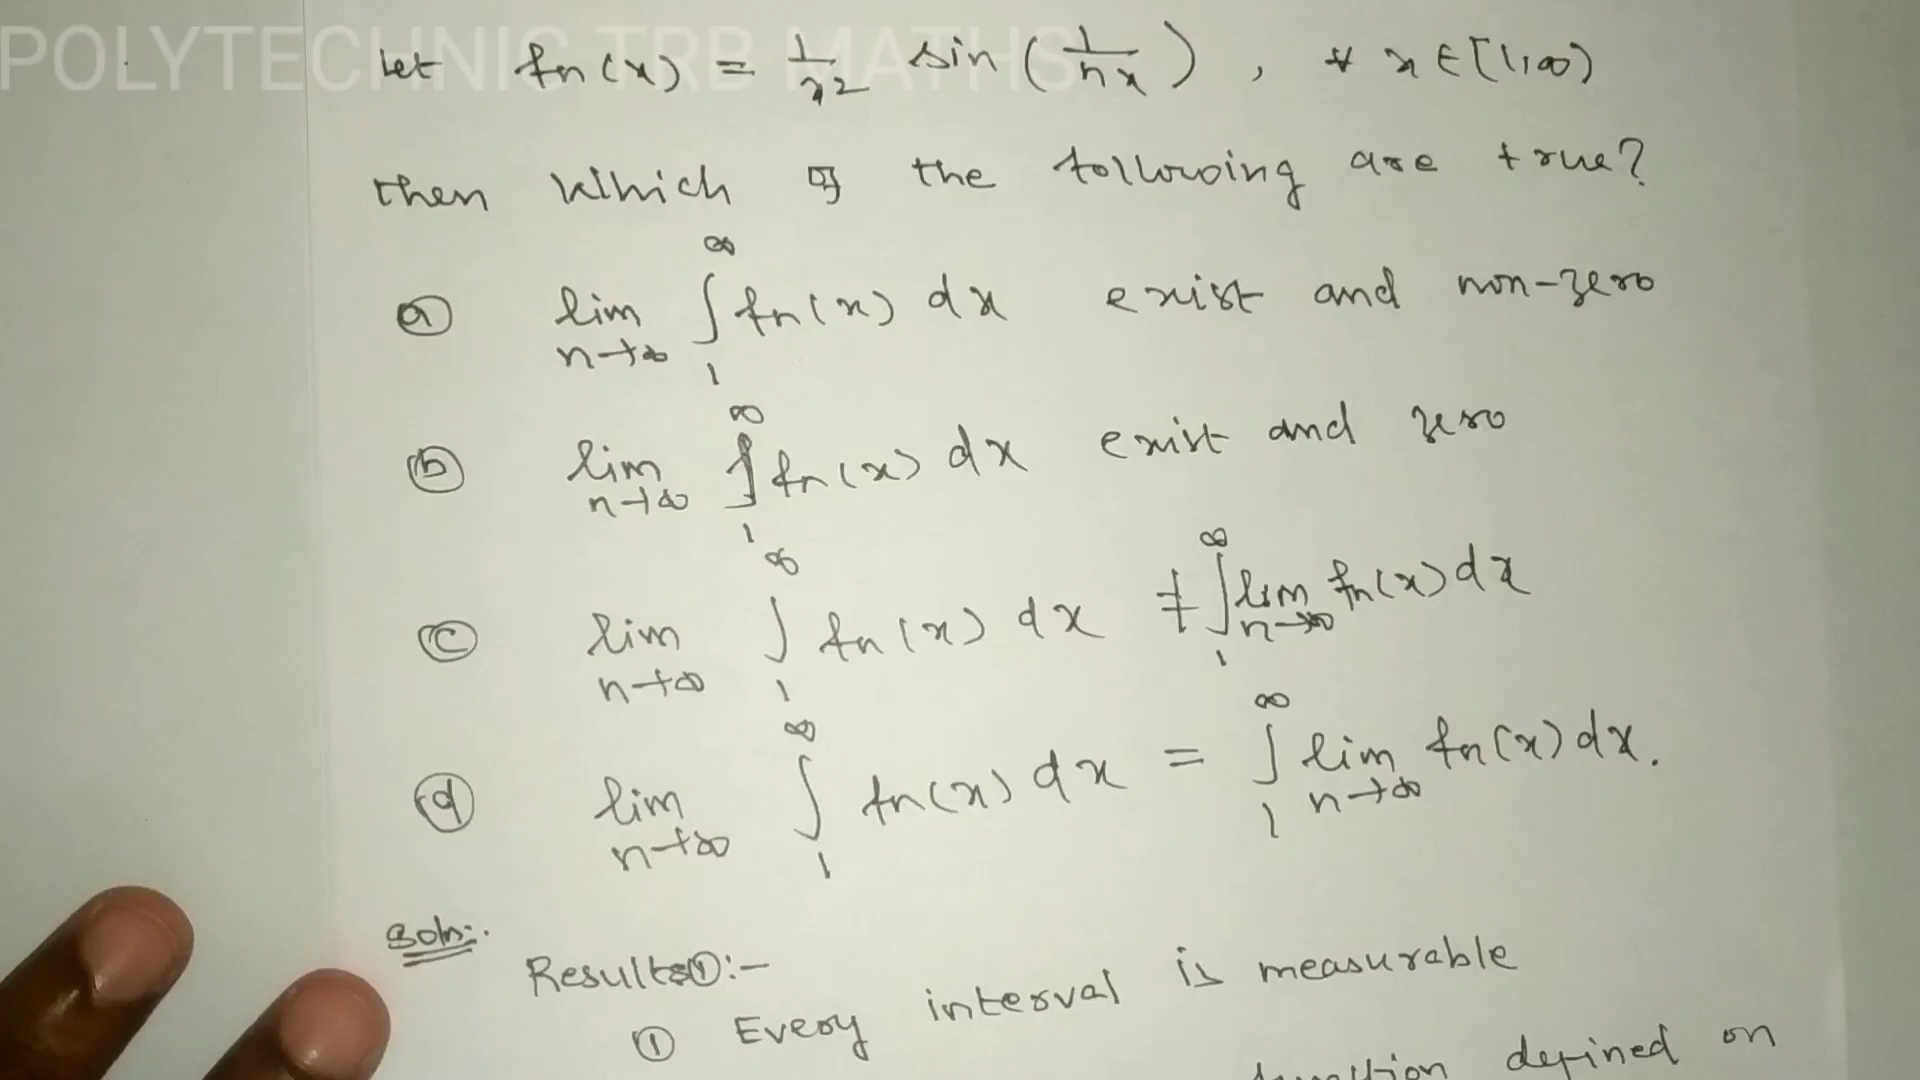 POLYTECHNIC TRB MATHS
Let fn(x) = 1/x² sin(1/nx), ∀ x ∈ [1,∞)
then which of the following are true?
ⓐ lim n→∞ ∫₁^∞ fn(x) dx exist and non-zero
ⓑ lim n→∞ ∫₁^∞ fn(x) dx exist and zero
ⓒ lim n→∞ ∫₁^∞ fn(x) dx ≠ ∫₁^∞ lim n→∞ fn(x) dx
ⓓ lim n→∞ ∫₁^∞ fn(x) dx = ∫₁^∞ lim n→∞ fn(x) dx.
Soln:.
Results①:-
① Every interval is measurable
function defined on